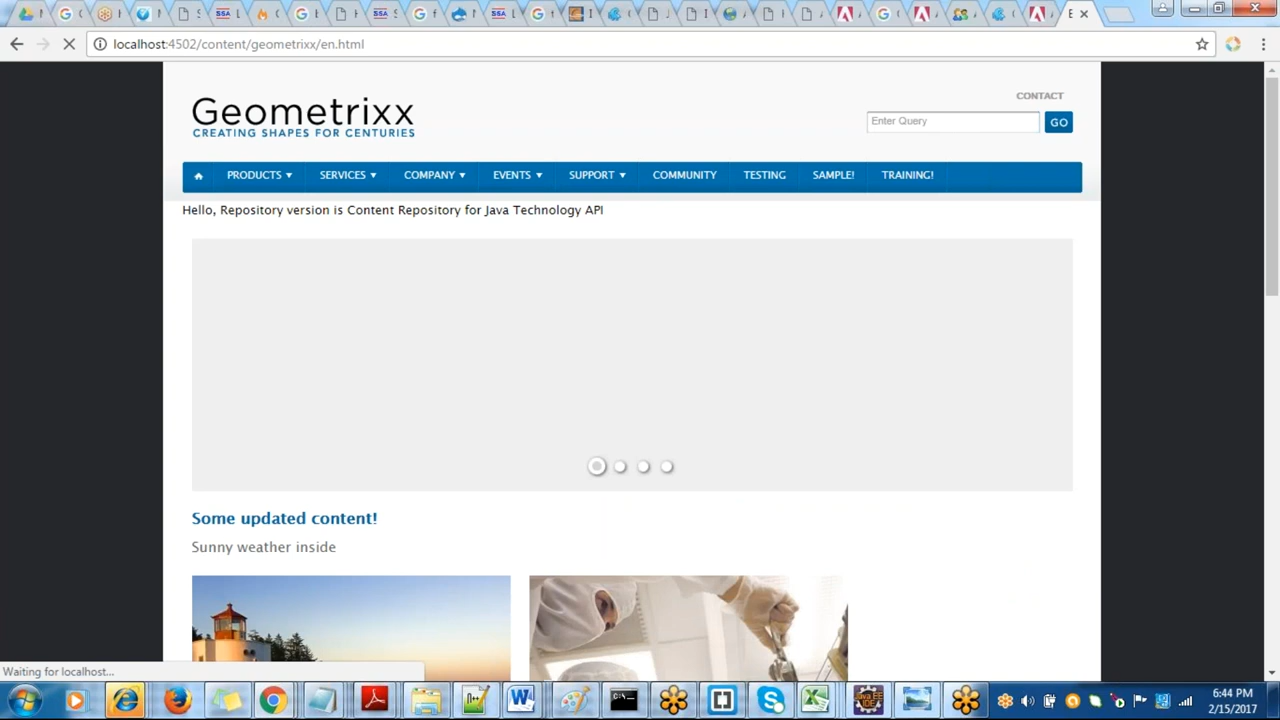 localhost:4502/content/geometrixx/en.html
Geometrixx
CREATING SHAPES FOR CENTURIES
CONTACT
Enter Query
GO
PRODUCTS SERVICES COMPANY EVENTS SUPPORT COMMUNITY TESTING SAMPLE! TRAINING!
Hello, Repository version is Content Repository for Java Technology API
Some updated content!
Sunny weather inside
Waiting for localhost...
6:44 PM
2/15/2017